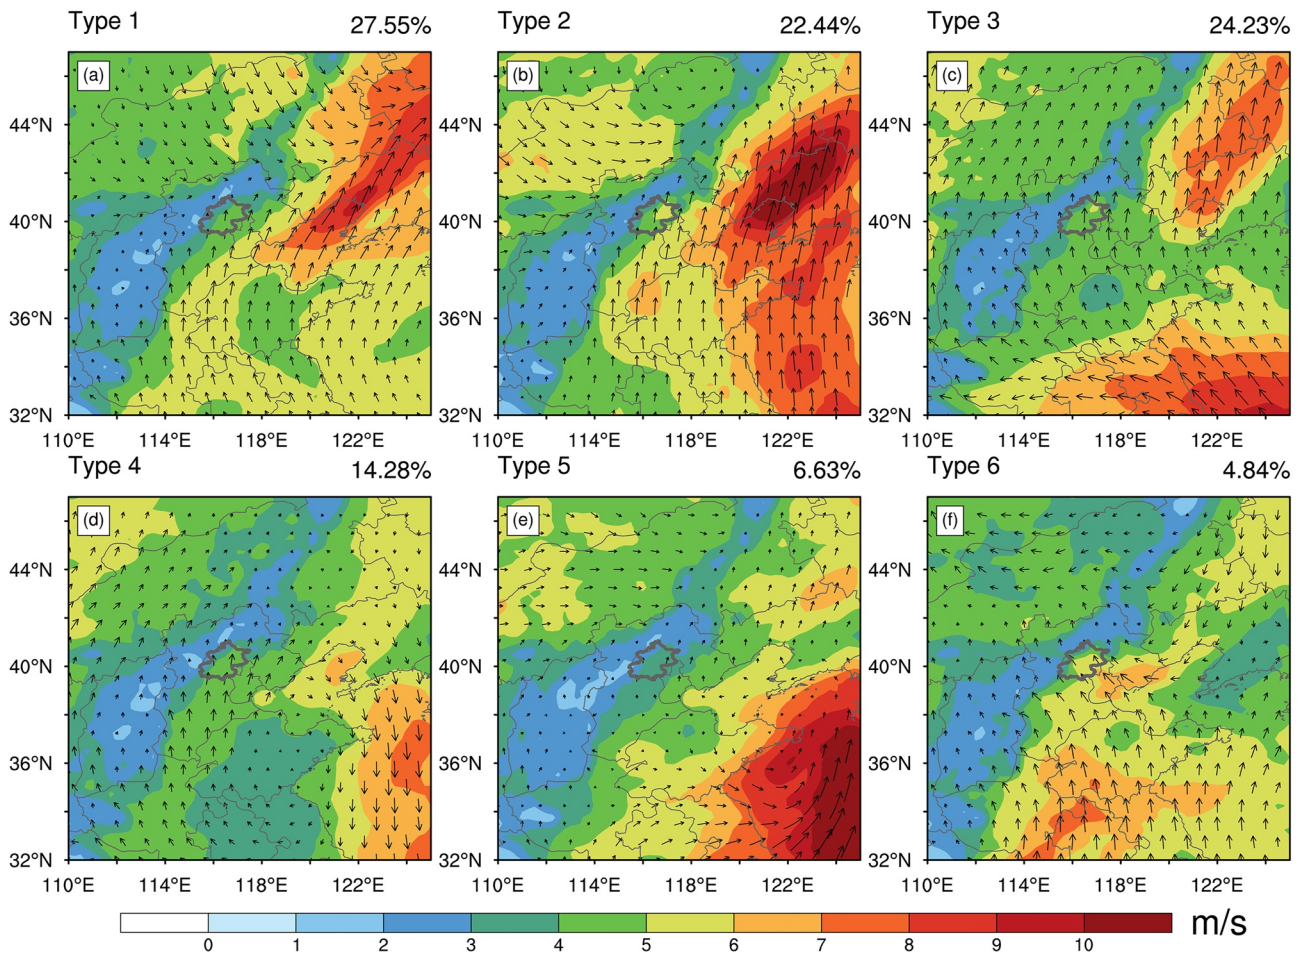 Type 1 27.55% Type 2 22.44% Type 3 24.23%
(a) (b) (c)
44°N 44°N 44°N
40°N 40°N 40°N
36°N 36°N 36°N
32°N 32°N 32°N
110°E 114°E 118°E 122°E 110°E 114°E 118°E 122°E 110°E 114°E 118°E 122°E
Type 4 14.28% Type 5 6.63% Type 6 4.84%
(d) (e) (f)
44°N 44°N 44°N
40°N 40°N 40°N
36°N 36°N 36°N
32°N 32°N 32°N
110°E 114°E 118°E 122°E 110°E 114°E 118°E 122°E 110°E 114°E 118°E 122°E
m/s
0 1 2 3 4 5 6 7 8 9 10